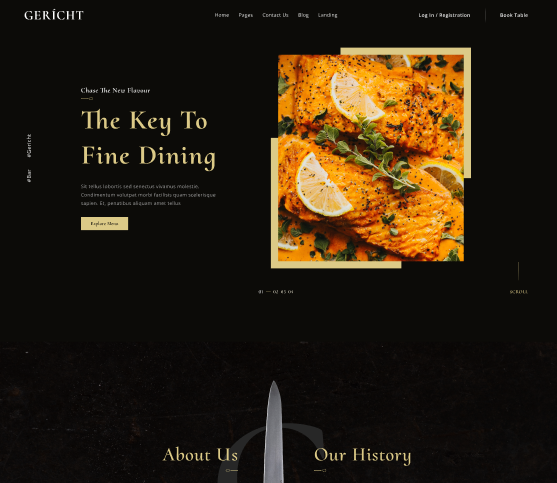 GERÍCHT
Home Pages Contact Us Blog Landing
Log In / Registration
Book Table
Chase The New Flavour
The Key To
Fine Dining
Sit tellus lobortis sed senectus vivamus molestie.
Condimentum volutpat morbi facilisis quam scelerisque
sapien. Et, penatibus aliquam amet tellus
Explore Menu
#Gericht
#Bar
01 — 02 03 04
SCROLL
G
About Us
Our History